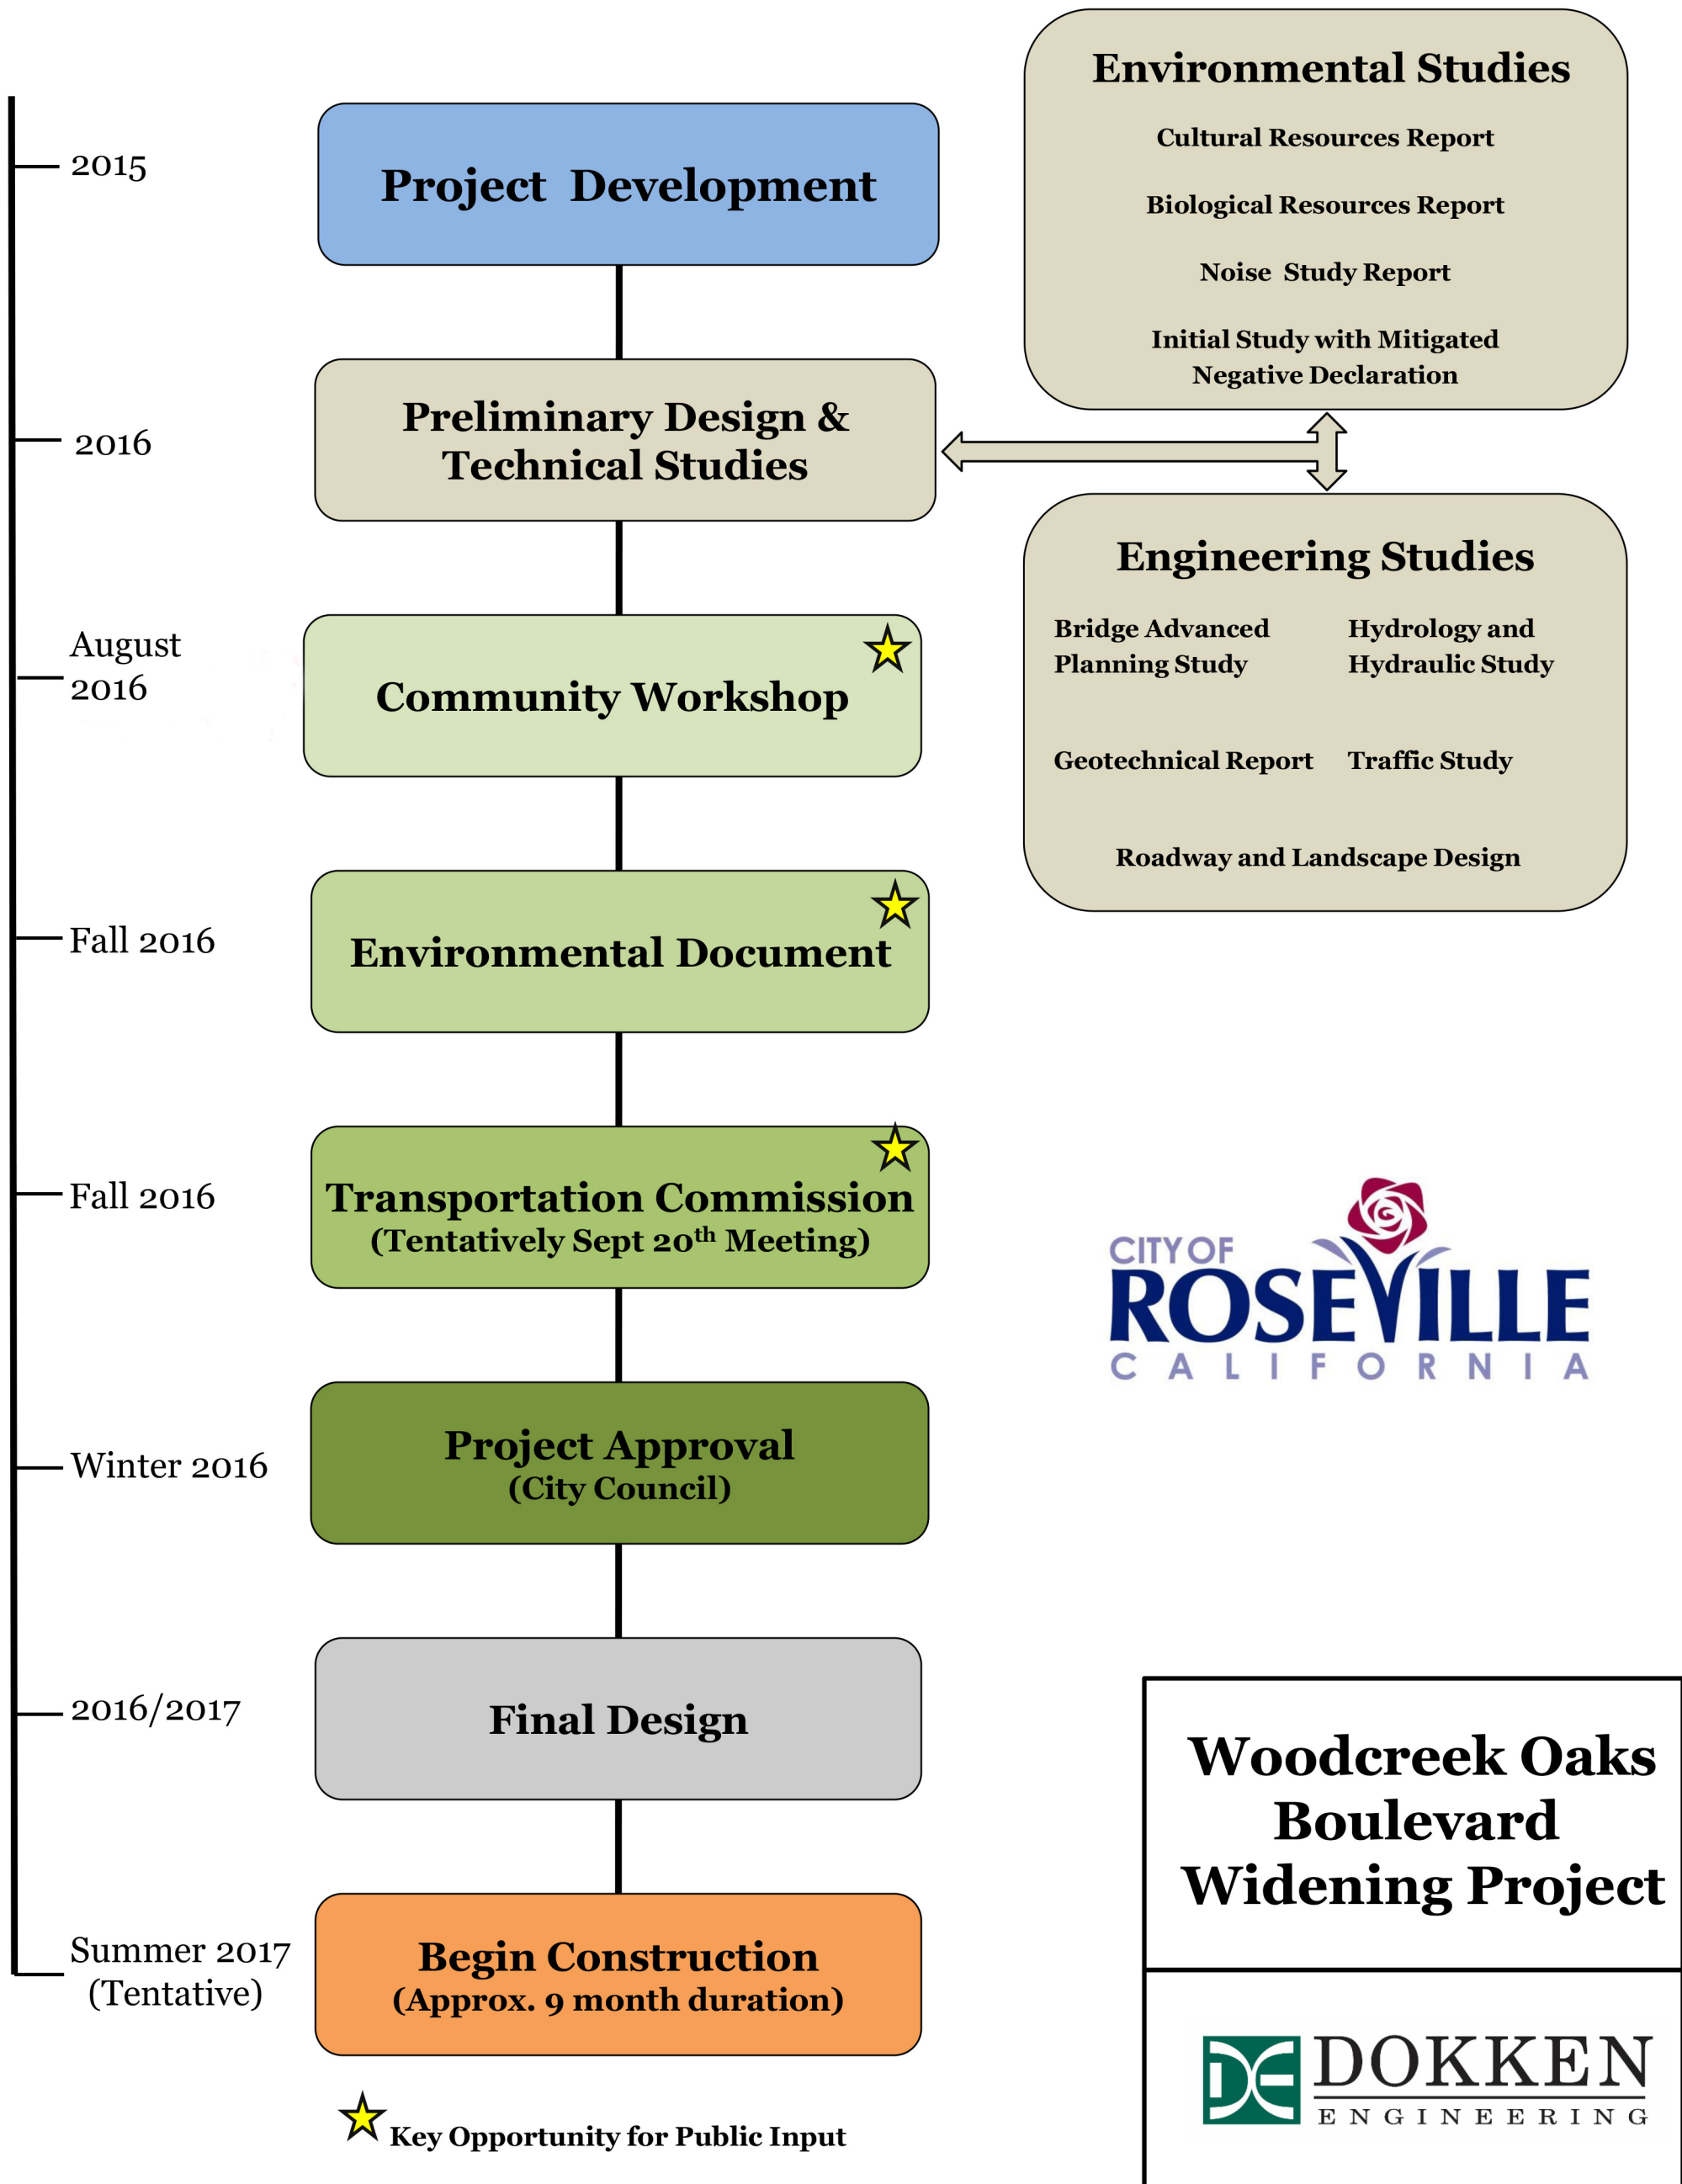 2015
Project Development
2016
Preliminary Design &
Technical Studies
August
2016
Community Workshop
Fall 2016
Environmental Document
Fall 2016
Transportation Commission
(Tentatively Sept 20th Meeting)
Winter 2016
Project Approval
(City Council)
2016/2017
Final Design
Summer 2017
(Tentative)
Begin Construction
(Approx. 9 month duration)
Key Opportunity for Public Input
Environmental Studies
Cultural Resources Report
Biological Resources Report
Noise Study Report
Initial Study with Mitigated
Negative Declaration
Engineering Studies
Bridge Advanced
Planning Study
Hydrology and
Hydraulic Study
Geotechnical Report
Traffic Study
Roadway and Landscape Design
CITY OF
ROSEVILLE
CALIFORNIA
Woodcreek Oaks
Boulevard
Widening Project
DE
DOKKEN
ENGINEERING